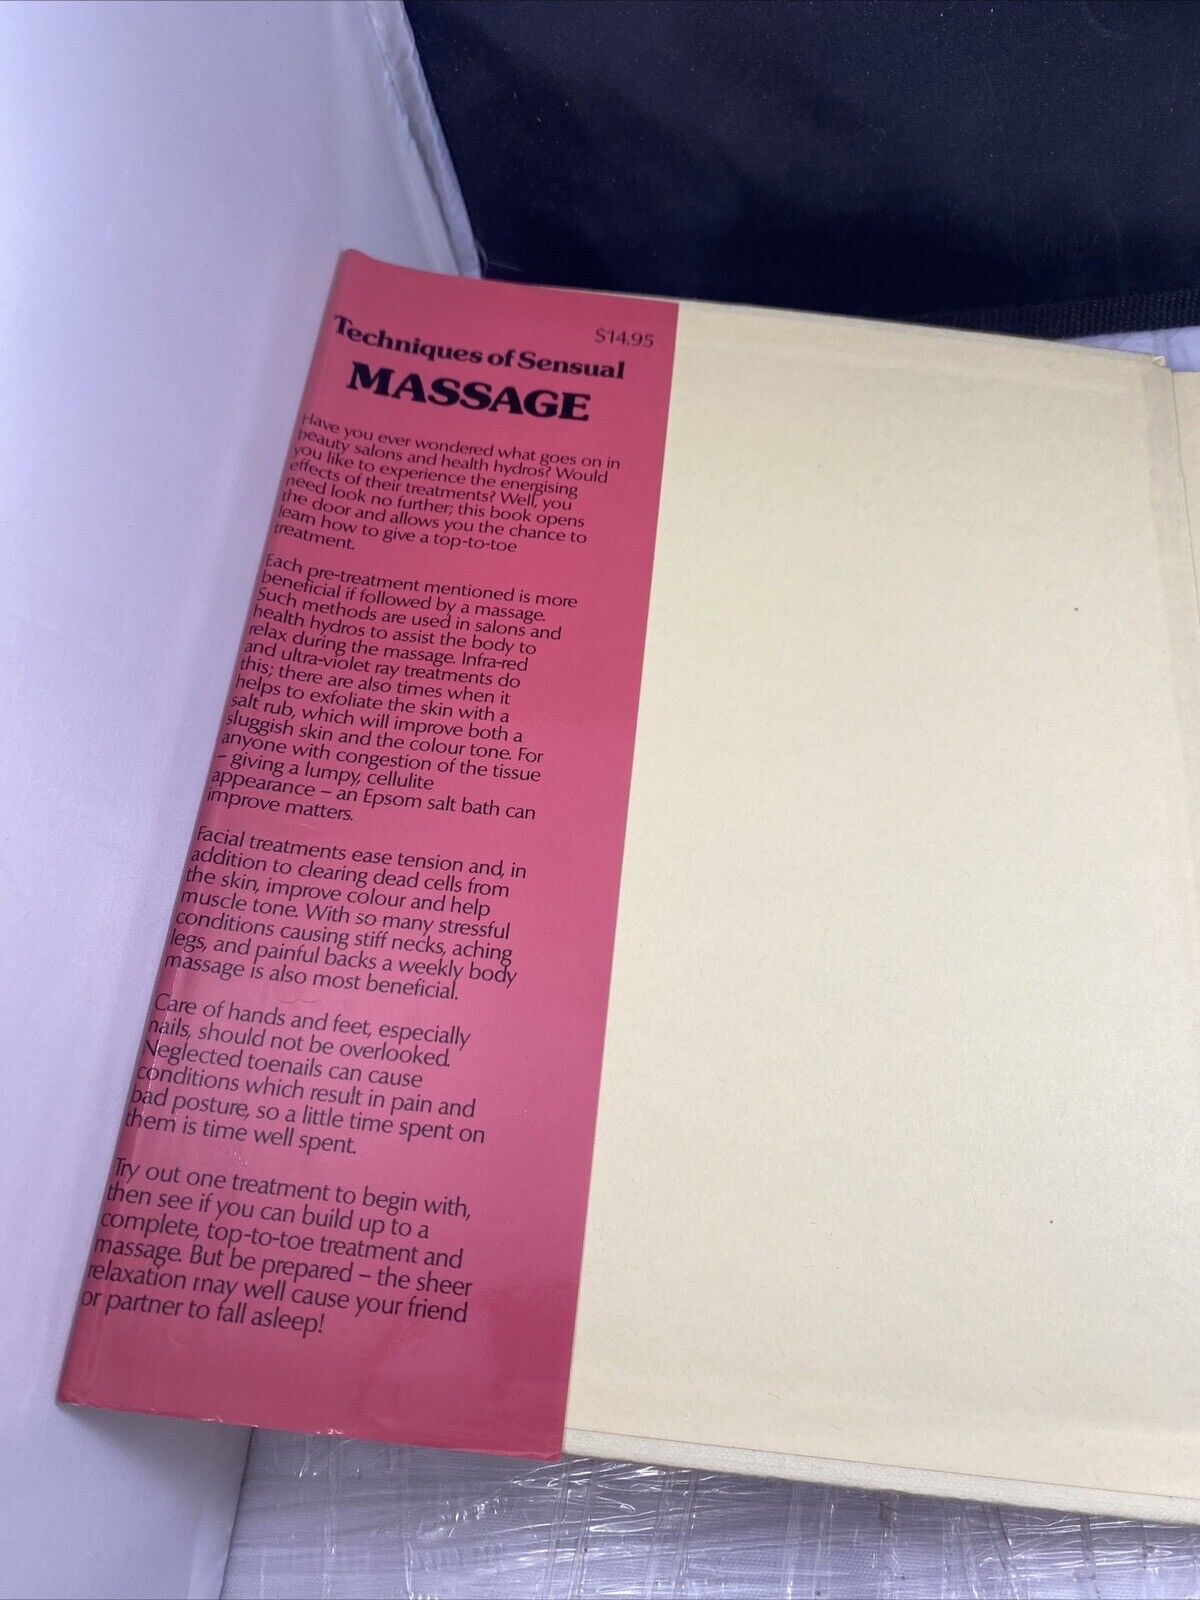 $14.95
Techniques of Sensual
MASSAGE
Have you ever wondered what goes on in
beauty salons and health hydros? Would
you like to experience the energising
effects of their treatments? Well, you
need look no further; this book opens
the door and allows you the chance to
learn how to give a top-to-toe
treatment.
Each pre-treatment mentioned is more
beneficial if followed by a massage.
Such methods are used in salons and
health hydros to assist the body to
relax during the massage. Infra-red
and ultra-violet ray treatments do
this; there are also times when it
helps to exfoliate the skin with a
salt rub, which will improve both a
sluggish skin and the colour tone. For
anyone with congestion of the tissue
– giving a lumpy, cellulite
appearance – an Epsom salt bath can
improve matters.
Facial treatments ease tension and, in
addition to clearing dead cells from
the skin, improve colour and help
muscle tone. With so many stressful
conditions causing stiff necks, aching
legs, and painful backs a weekly body
massage is also most beneficial.
Care of hands and feet, especially
nails, should not be overlooked.
Neglected toenails can cause
conditions which result in pain and
bad posture, so a little time spent on
them is time well spent.
Try out one treatment to begin with,
then see if you can build up to a
complete, top-to-toe treatment and
massage. But be prepared – the sheer
relaxation may well cause your friend
or partner to fall asleep!